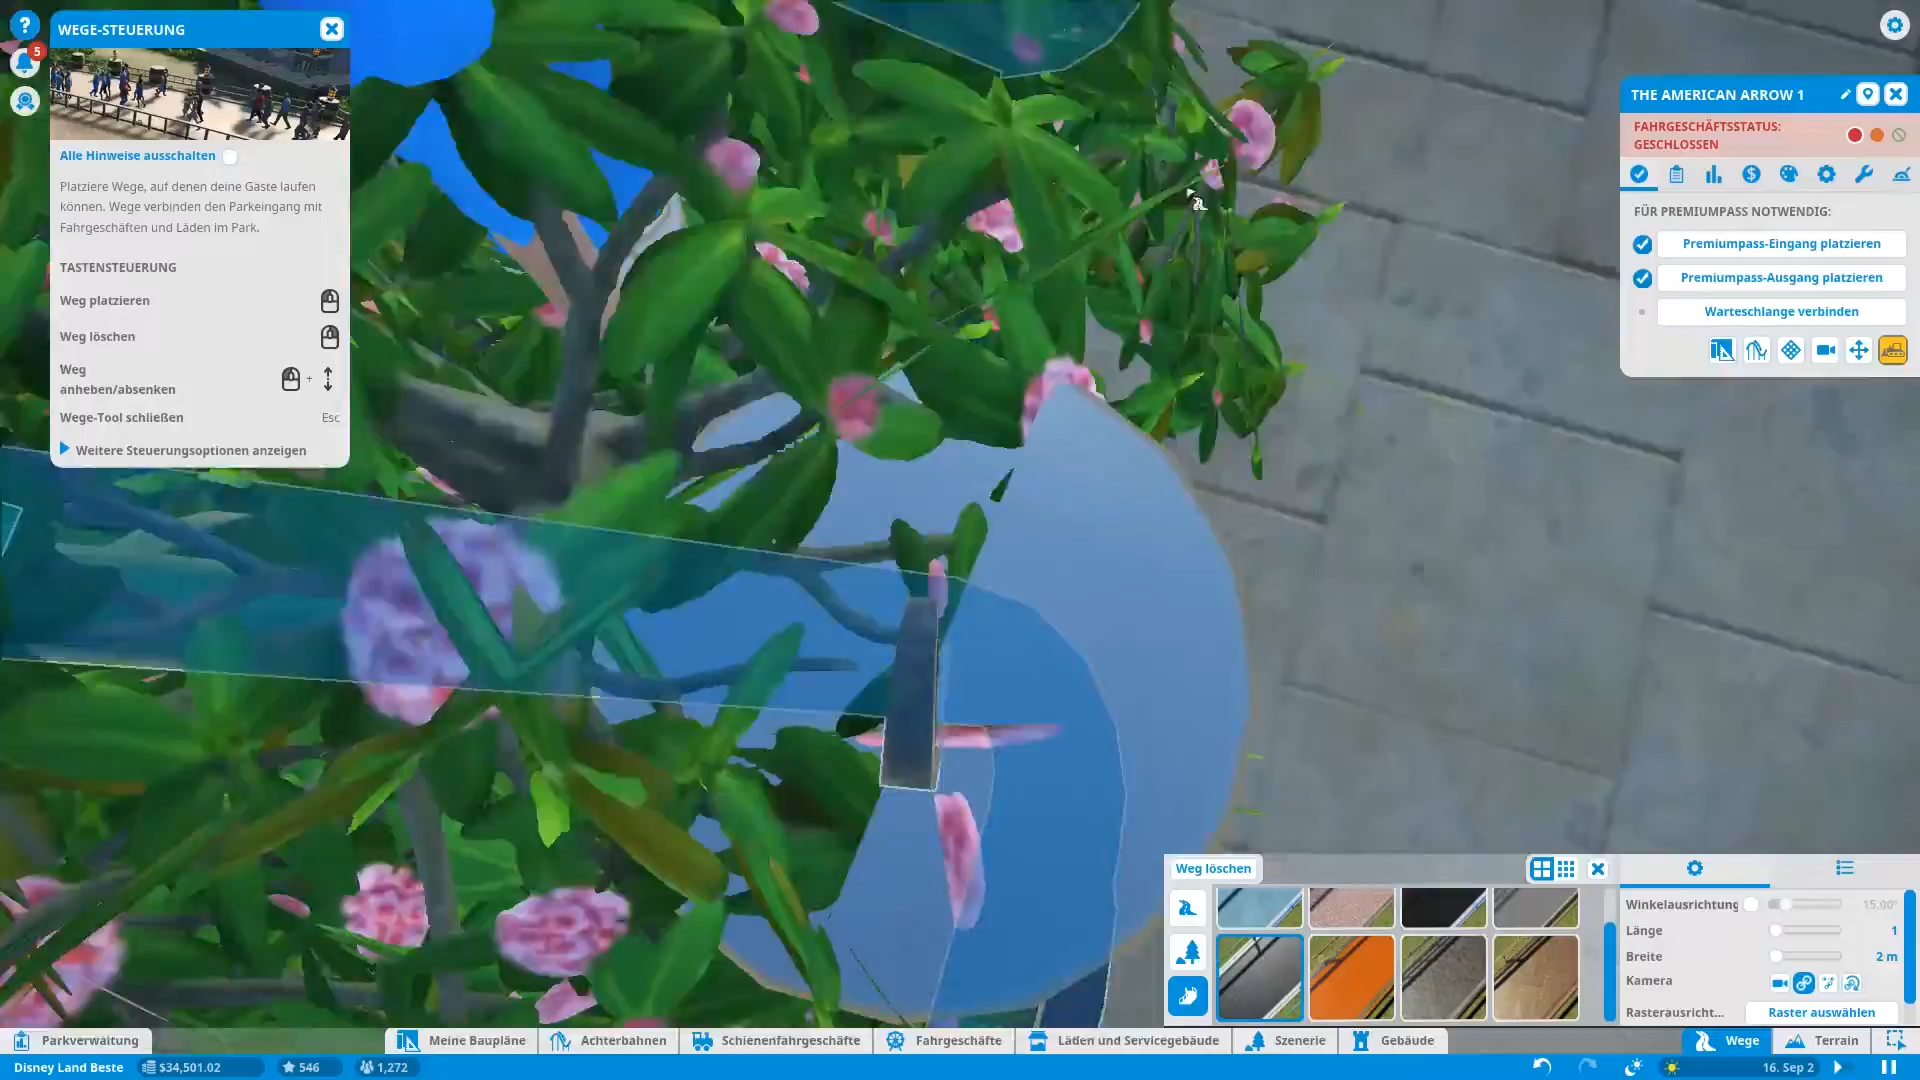 WEGE-STEUERUNG
5
Alle Hinweise ausschalten
Platziere Wege, auf denen deine Gäste laufen
können. Wege verbinden den Parkeingang mit
Fahrgeschäften und Läden im Park.
TASTENSTEUERUNG
Weg platzieren
Weg löschen
Weg
anheben/absenken
+
Wege-Tool schließen
Esc
Weitere Steuerungsoptionen anzeigen
THE AMERICAN ARROW 1
FAHRGESCHÄFTSSTATUS:
GESCHLOSSEN
FÜR PREMIUMPASS NOTWENDIG:
Premiumpass-Eingang platzieren
Premiumpass-Ausgang platzieren
Warteschlange verbinden
Weg löschen
Winkelausrichtung
15.00°
Länge
1
Breite
2 m
Kamera
Rasterausricht...
Raster auswählen
Parkverwaltung
Meine Baupläne
Achterbahnen
Schienenfahrgeschäfte
Fahrgeschäfte
Läden und Servicegebäude
Szenerie
Gebäude
Wege
Terrain
Disney Land Beste
$34,501.02
546
1,272
16. Sep 2